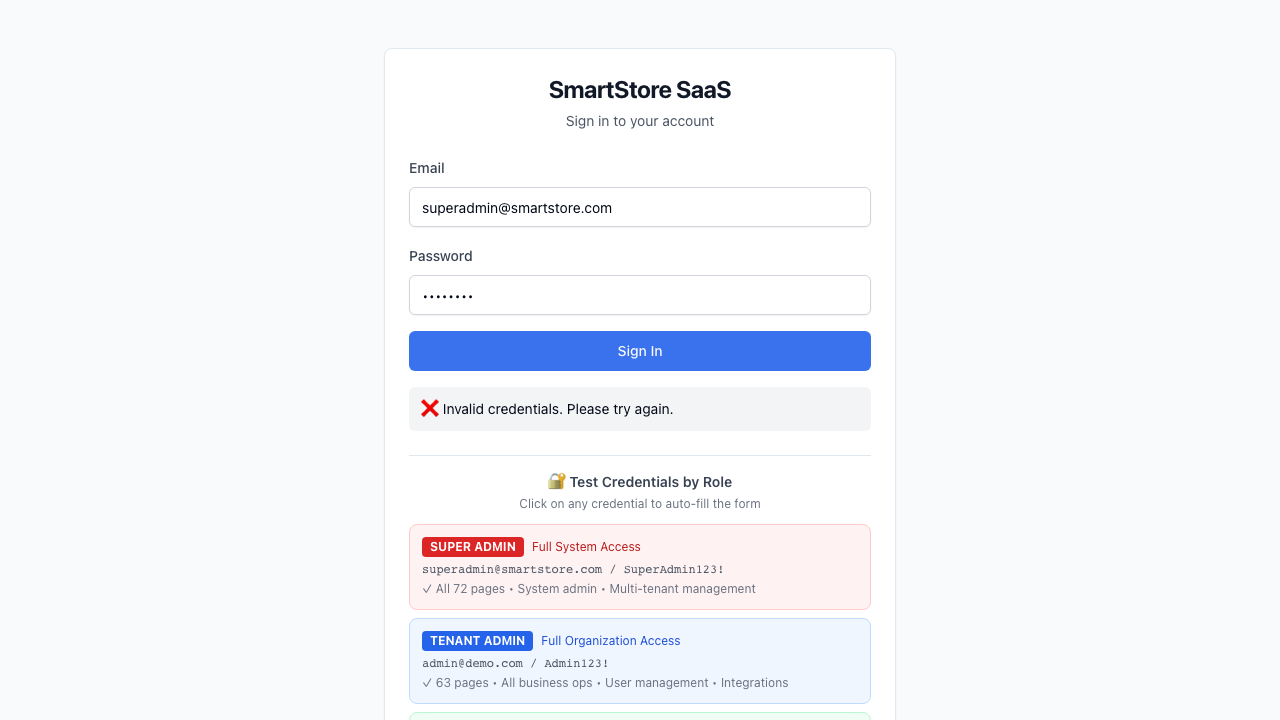 SmartStore SaaS
Sign in to your account
Email
superadmin@smartstore.com
Password
••••••••
Sign In
❌ Invalid credentials. Please try again.
🔐 Test Credentials by Role
Click on any credential to auto-fill the form
SUPER ADMIN Full System Access
superadmin@smartstore.com / SuperAdmin123!
✓ All 72 pages • System admin • Multi-tenant management
TENANT ADMIN Full Organization Access
admin@demo.com / Admin123!
✓ 63 pages • All business ops • User management • Integrations